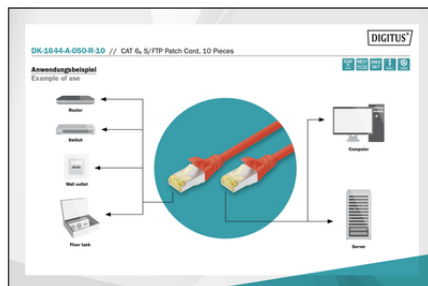 DIGITUS®
DK-1644-A-050-R-10 // CAT 6A S/FTP Patch Cord, 10 Pieces
Anwendungsbeispiel
Example of use
Router
Switch
Wall outlet
Floor tank
Computer
Server